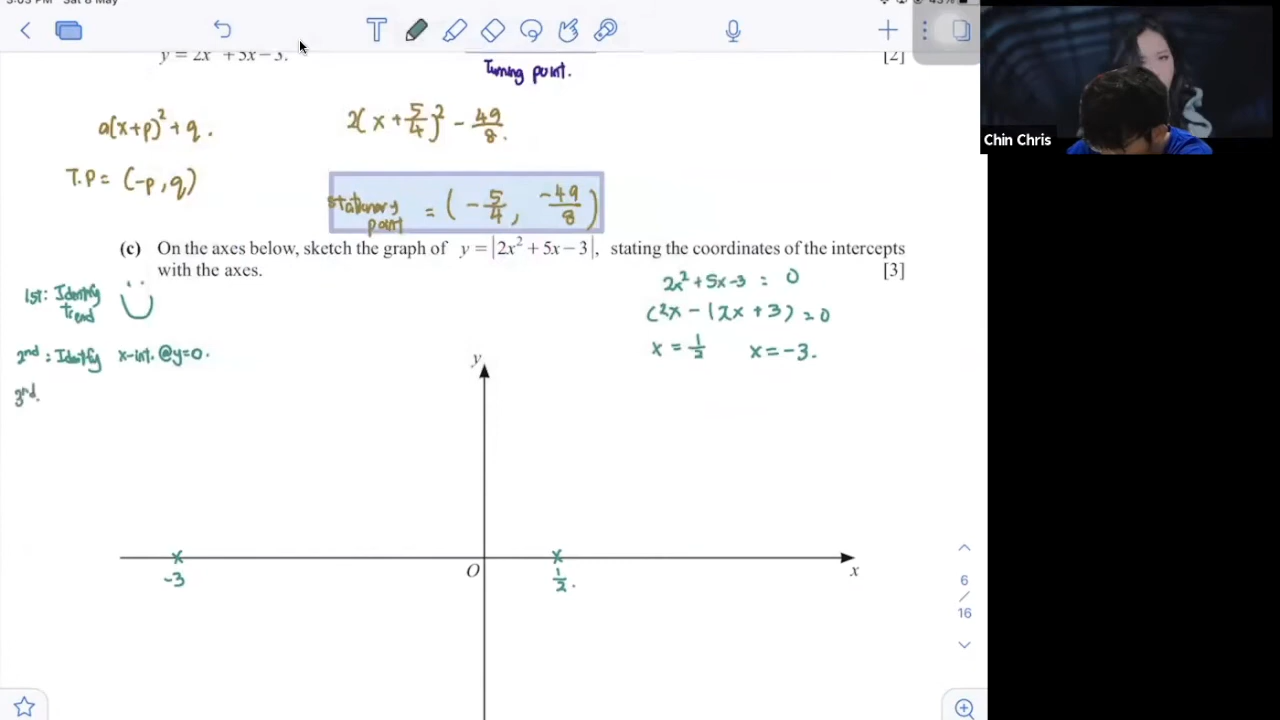 Sat 8 May
y = 2x² + 5x − 3.
[2]
Turning point.
a(x+p)² + q.
2(x + 5/4)² − 49/8.
T.P = (-p, q)
stationary point = (-5/4, -49/8)
(c) On the axes below, sketch the graph of y = |2x² + 5x − 3|, stating the coordinates of the intercepts
with the axes.
[3]
1st: Identify trend
2x²+5x-3 = 0
(2x - 1)(x + 3) = 0
x = 1/2 x = -3.
2nd: Identify x-int. @y=0.
3rd.
y
O
x
-3
1/2.
6
/
16
Chin Chris